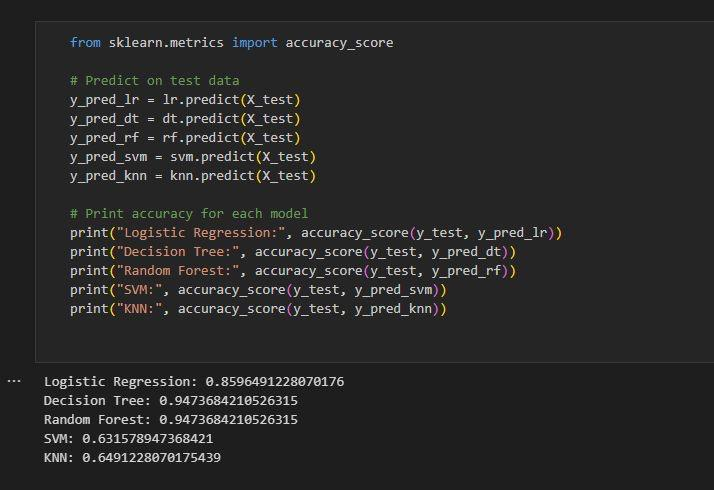 from sklearn.metrics import accuracy_score
# Predict on test data
y_pred_lr = lr.predict(X_test)
y_pred_dt = dt.predict(X_test)
y_pred_rf = rf.predict(X_test)
y_pred_svm = svm.predict(X_test)
y_pred_knn = knn.predict(X_test)
# Print accuracy for each model
print("Logistic Regression:", accuracy_score(y_test, y_pred_lr))
print("Decision Tree:", accuracy_score(y_test, y_pred_dt))
print("Random Forest:", accuracy_score(y_test, y_pred_rf))
print("SVM:", accuracy_score(y_test, y_pred_svm))
print("KNN:", accuracy_score(y_test, y_pred_knn))
... Logistic Regression: 0.8596491228070176
Decision Tree: 0.9473684210526315
Random Forest: 0.9473684210526315
SVM: 0.631578947368421
KNN: 0.6491228070175439